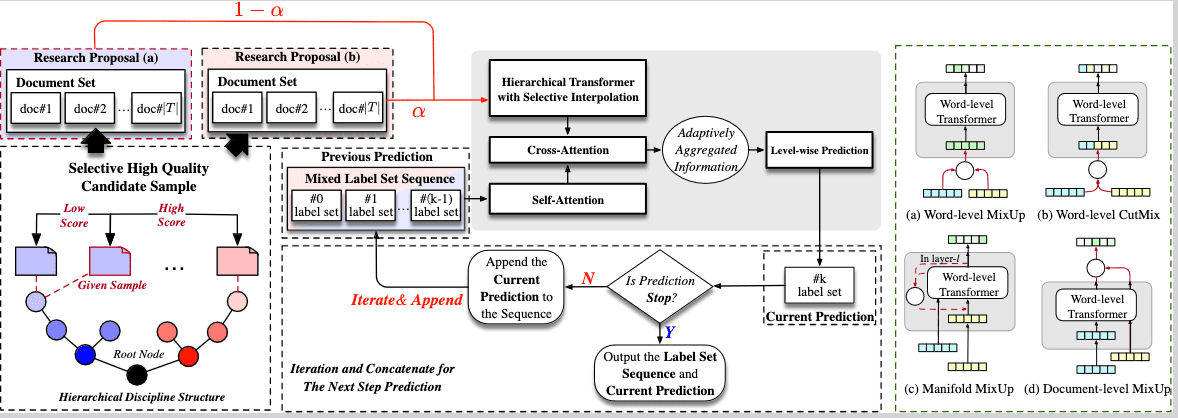 1 − α
Research Proposal (a)
Document Set
doc#1
doc#2
...
doc#|T|
Research Proposal (b)
Document Set
doc#1
doc#2
...
doc#|T|
α
Selective High Quality
Candidate Sample
Low
Score
High
Score
Given Sample
...
Root Node
Hierarchical Discipline Structure
Previous Prediction
Mixed Label Set Sequence
#0
label set
#1
label set
...
#(k-1)
label set
Hierarchical Transformer
with Selective Interpolation
Cross-Attention
Self-Attention
Adaptively
Aggregated
Information
Level-wise Prediction
#k
label set
Current Prediction
Is Prediction
Stop?
N
Y
Append the
Current
Prediction to
the Sequence
Iterate& Append
Output the Label Set
Sequence and
Current Prediction
Iteration and Concatenate for
The Next Step Prediction
Word-level
Transformer
(a) Word-level MixUp
Word-level
Transformer
(b) Word-level CutMix
In layer-l
Word-level
Transformer
(c) Manifold MixUp
Word-level
Transformer
(d) Document-level MixUp